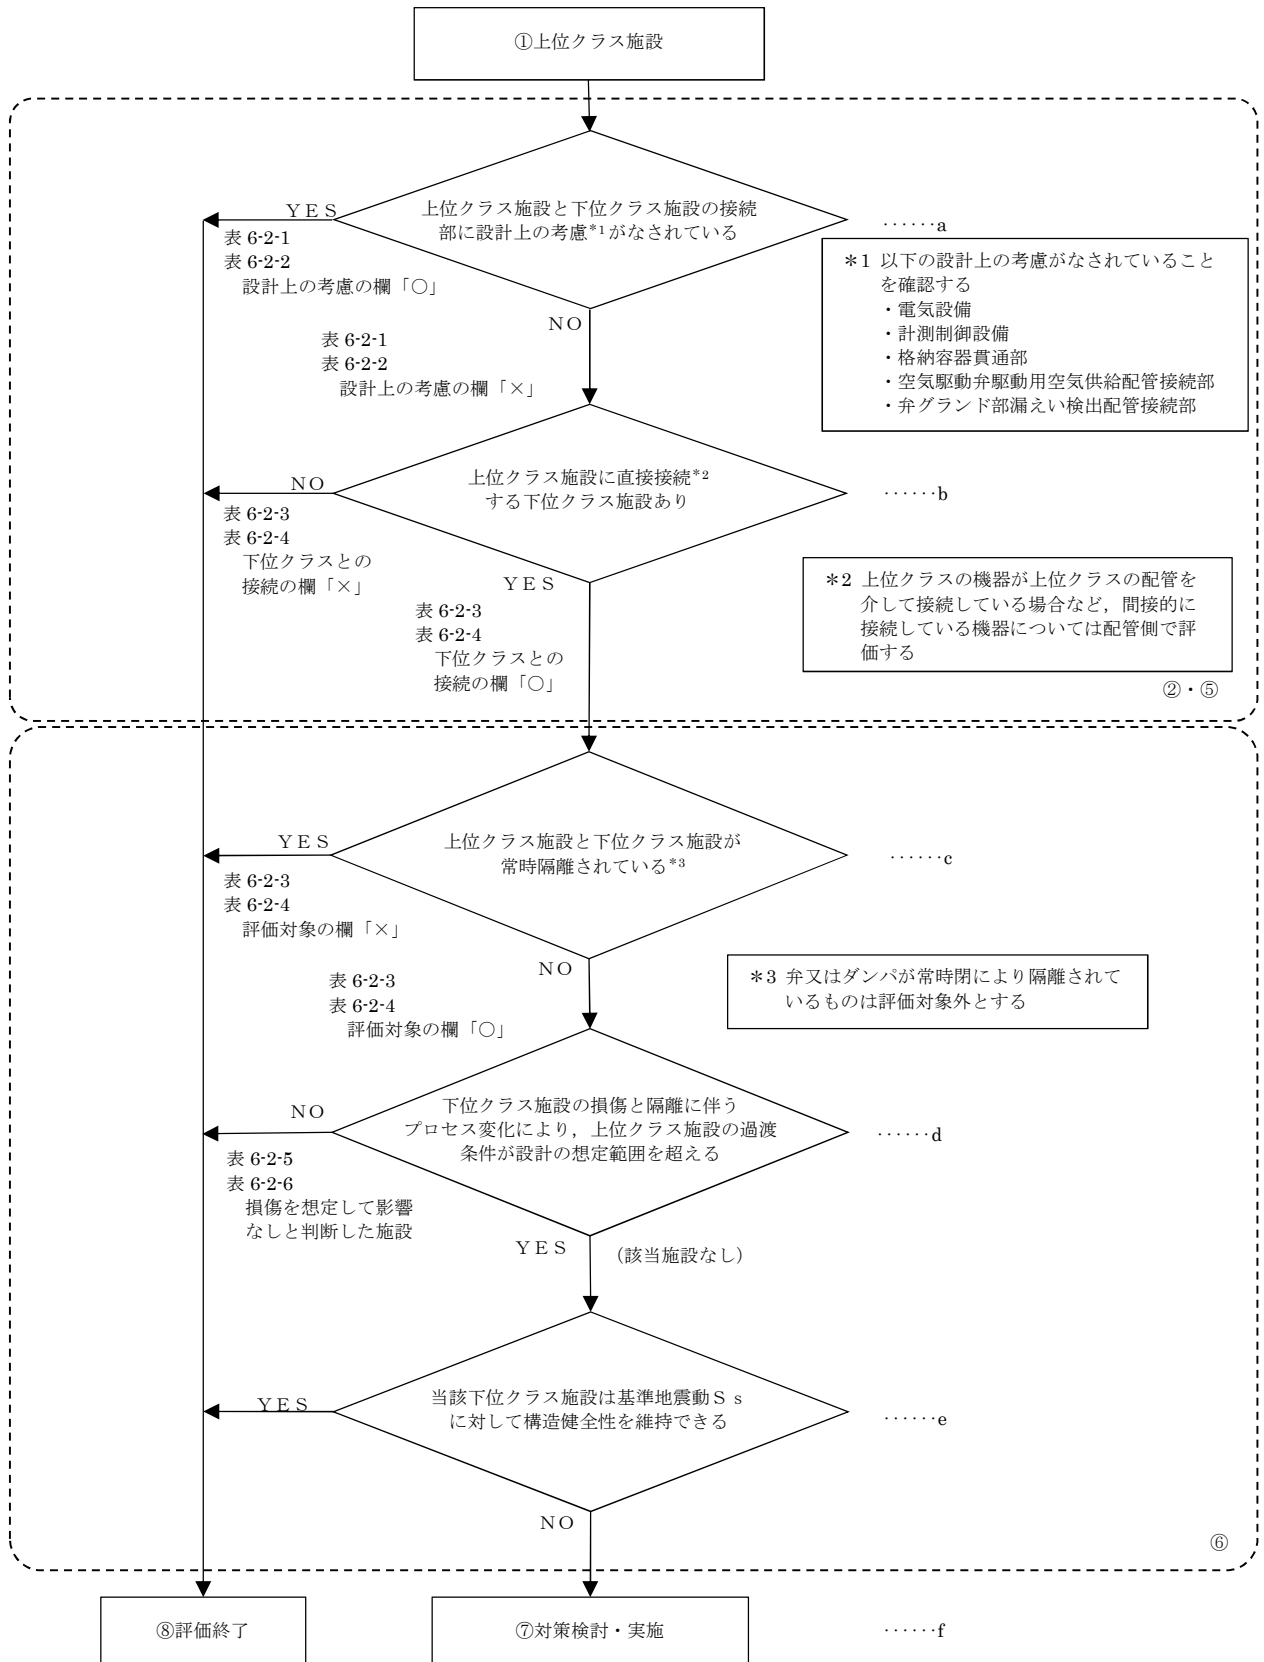 ①上位クラス施設
上位クラス施設と下位クラス施設の接続
部に設計上の考慮*1がなされている
YES
表 6-2-1
表 6-2-2
設計上の考慮の欄「○」
……a
*1 以下の設計上の考慮がなされていること
を確認する
・電気設備
・計測制御設備
・格納容器貫通部
・空気駆動弁駆動用空気供給配管接続部
・弁グランド部漏えい検出配管接続部
NO
表 6-2-1
表 6-2-2
設計上の考慮の欄「×」
上位クラス施設に直接接続*2
する下位クラス施設あり
NO
表 6-2-3
表 6-2-4
下位クラスとの
接続の欄「×」
……b
YES
表 6-2-3
表 6-2-4
下位クラスとの
接続の欄「○」
*2 上位クラスの機器が上位クラスの配管を
介して接続している場合など，間接的に
接続している機器については配管側で評
価する
②・⑤
上位クラス施設と下位クラス施設が
常時隔離されている*3
YES
表 6-2-3
表 6-2-4
評価対象の欄「×」
……c
NO
表 6-2-3
表 6-2-4
評価対象の欄「○」
*3 弁又はダンパが常時閉により隔離されて
いるものは評価対象外とする
下位クラス施設の損傷と隔離に伴う
プロセス変化により，上位クラス施設の過渡
条件が設計の想定範囲を超える
NO
表 6-2-5
表 6-2-6
損傷を想定して影響
なしと判断した施設
……d
YES
（該当施設なし）
当該下位クラス施設は基準地震動Ｓｓ
に対して構造健全性を維持できる
YES
……e
NO
⑥
⑧評価終了
⑦対策検討・実施
……f